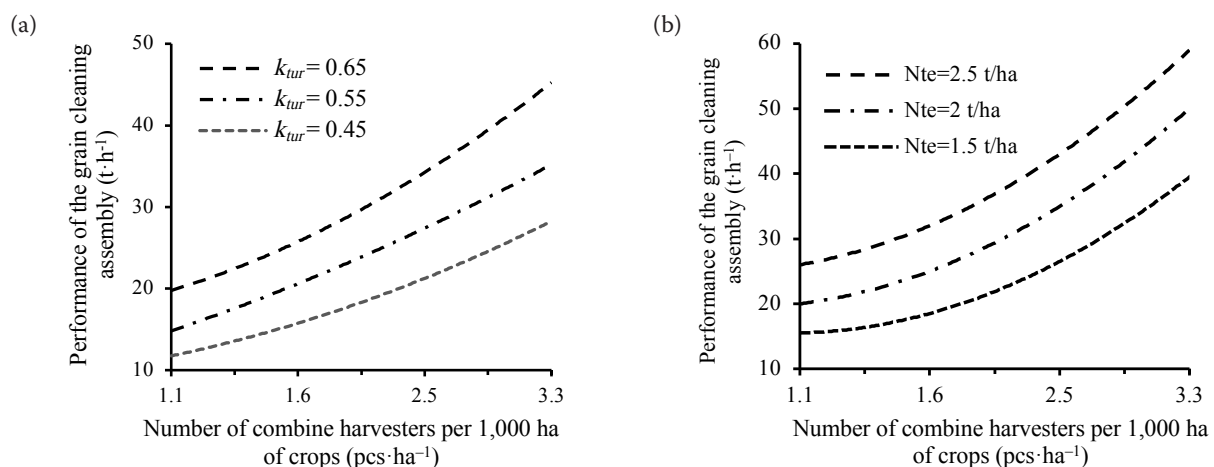 (a)
Performance of the grain cleaning
assembly (t·h⁻¹)
50
40
30
20
10
k_tur = 0.65
k_tur = 0.55
k_tur = 0.45
1.1 1.6 2.5 3.3
Number of combine harvesters per 1,000 ha
of crops (pcs·ha⁻¹)
(b)
Performance of the grain cleaning
assembly (t·h⁻¹)
60
50
40
30
20
10
Nte=2.5 t/ha
Nte=2 t/ha
Nte=1.5 t/ha
1.1 1.6 2.5 3.3
Number of combine harvesters per 1,000 ha
of crops (pcs·ha⁻¹)